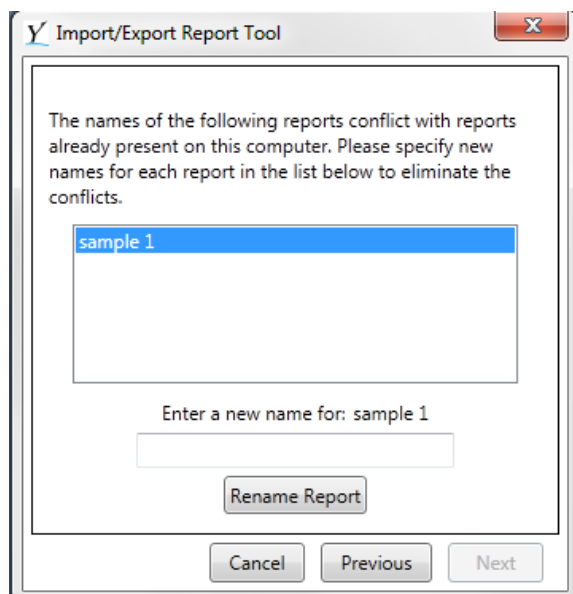 Y Import/Export Report Tool
x
The names of the following reports conflict with reports
already present on this computer. Please specify new
names for each report in the list below to eliminate the
conflicts.
sample 1
Enter a new name for: sample 1
Rename Report
Cancel Previous Next